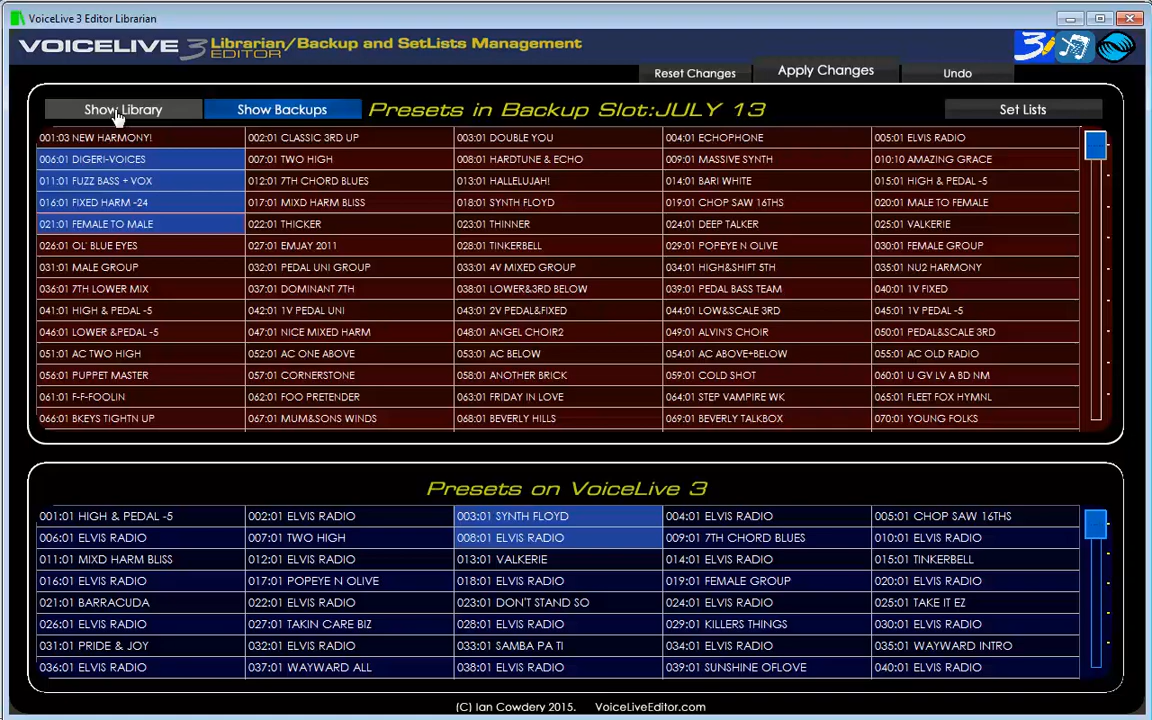 VoiceLive 3 Editor Librarian
VOICELIVE 3 EDITOR Librarian/Backup and SetLists Management
Reset Changes Apply Changes Undo
Show Library Show Backups Presets in Backup Slot:JULY 13 Set Lists
001:03 NEW HARMONY! 002:01 CLASSIC 3RD UP 003:01 DOUBLE YOU 004:01 ECHOPHONE 005:01 ELVIS RADIO
006:01 DIGERI-VOICES 007:01 TWO HIGH 008:01 HARDTUNE & ECHO 009:01 MASSIVE SYNTH 010:10 AMAZING GRACE
011:01 FUZZ BASS + VOX 012:01 7TH CHORD BLUES 013:01 HALLELUJAH! 014:01 BARI WHITE 015:01 HIGH & PEDAL -5
016:01 FIXED HARM -24 017:01 MIXD HARM BLISS 018:01 SYNTH FLOYD 019:01 CHOP SAW 16THS 020:01 MALE TO FEMALE
021:01 FEMALE TO MALE 022:01 THICKER 023:01 THINNER 024:01 DEEP TALKER 025:01 VALKERIE
026:01 OL' BLUE EYES 027:01 EMJAY 2011 028:01 TINKERBELL 029:01 POPEYE N OLIVE 030:01 FEMALE GROUP
031:01 MALE GROUP 032:01 PEDAL UNI GROUP 033:01 4V MIXED GROUP 034:01 HIGH&SHIFT 5TH 035:01 NU2 HARMONY
036:01 7TH LOWER MIX 037:01 DOMINANT 7TH 038:01 LOWER&3RD BELOW 039:01 PEDAL BASS TEAM 040:01 1V FIXED
041:01 HIGH & PEDAL -5 042:01 1V PEDAL UNI 043:01 2V PEDAL&FIXED 044:01 LOW&SCALE 3RD 045:01 1V PEDAL -5
046:01 LOWER &PEDAL -5 047:01 NICE MIXED HARM 048:01 ANGEL CHOIR2 049:01 ALVIN'S CHOIR 050:01 PEDAL&SCALE 3RD
051:01 AC TWO HIGH 052:01 AC ONE ABOVE 053:01 AC BELOW 054:01 AC ABOVE+BELOW 055:01 AC OLD RADIO
056:01 PUPPET MASTER 057:01 CORNERSTONE 058:01 ANOTHER BRICK 059:01 COLD SHOT 060:01 U GV LV A BD NM
061:01 F-F-FOOLIN 062:01 FOO PRETENDER 063:01 FRIDAY IN LOVE 064:01 STEP VAMPIRE WK 065:01 FLEET FOX HYMNL
066:01 BKEYS TIGHTN UP 067:01 MUM&SONS WINDS 068:01 BEVERLY HILLS 069:01 BEVERLY TALKBOX 070:01 YOUNG FOLKS
Presets on VoiceLive 3
001:01 HIGH & PEDAL -5 002:01 ELVIS RADIO 003:01 SYNTH FLOYD 004:01 ELVIS RADIO 005:01 CHOP SAW 16THS
006:01 ELVIS RADIO 007:01 TWO HIGH 008:01 ELVIS RADIO 009:01 7TH CHORD BLUES 010:01 ELVIS RADIO
011:01 MIXD HARM BLISS 012:01 ELVIS RADIO 013:01 VALKERIE 014:01 ELVIS RADIO 015:01 TINKERBELL
016:01 ELVIS RADIO 017:01 POPEYE N OLIVE 018:01 ELVIS RADIO 019:01 FEMALE GROUP 020:01 ELVIS RADIO
021:01 BARRACUDA 022:01 ELVIS RADIO 023:01 DON'T STAND SO 024:01 ELVIS RADIO 025:01 TAKE IT EZ
026:01 ELVIS RADIO 027:01 TAKIN CARE BIZ 028:01 ELVIS RADIO 029:01 KILLERS THINGS 030:01 ELVIS RADIO
031:01 PRIDE & JOY 032:01 ELVIS RADIO 033:01 SAMBA PA TI 034:01 ELVIS RADIO 035:01 WAYWARD INTRO
036:01 ELVIS RADIO 037:01 WAYWARD ALL 038:01 ELVIS RADIO 039:01 SUNSHINE OFLOVE 040:01 ELVIS RADIO
(C) Ian Cowdery 2015. VoiceLiveEditor.com